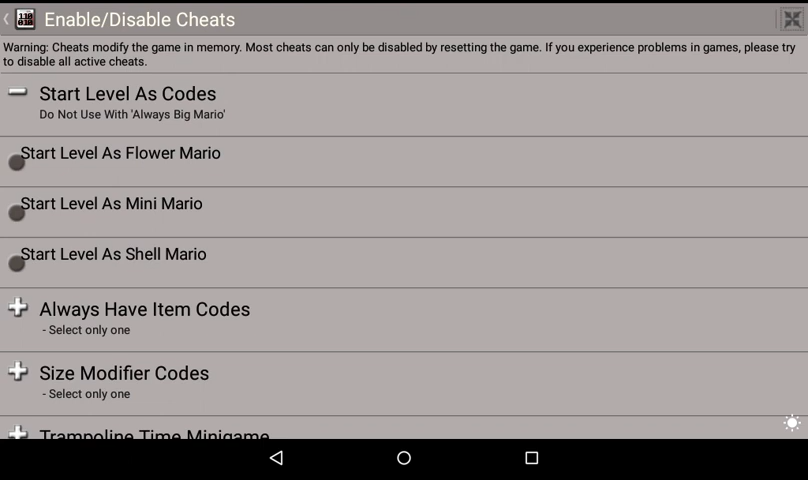 Enable/Disable Cheats
Warning: Cheats modify the game in memory. Most cheats can only be disabled by resetting the game. If you experience problems in games, please try
to disable all active cheats.
Start Level As Codes
Do Not Use With 'Always Big Mario'
Start Level As Flower Mario
Start Level As Mini Mario
Start Level As Shell Mario
Always Have Item Codes
- Select only one
Size Modifier Codes
- Select only one
Trampoline Time Minigame